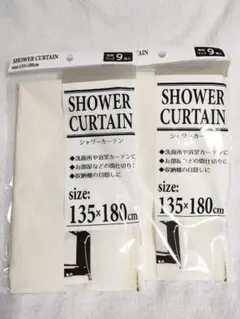 SHOWER CURTAIN
size:135×180cm
9
SHOWER
CURTAIN
シャワーカーテン
◆洗面所や浴室カーテンに
◆お部屋などの間仕切りに
◆収納棚の目隠しに
size:
135×180cm
9
SHOWER
CURTAIN
シャワーカーテン
◆洗面所や浴室カーテンに
◆お部屋などの間仕切り
◆収納棚の目隠しに
size:
135×180cm